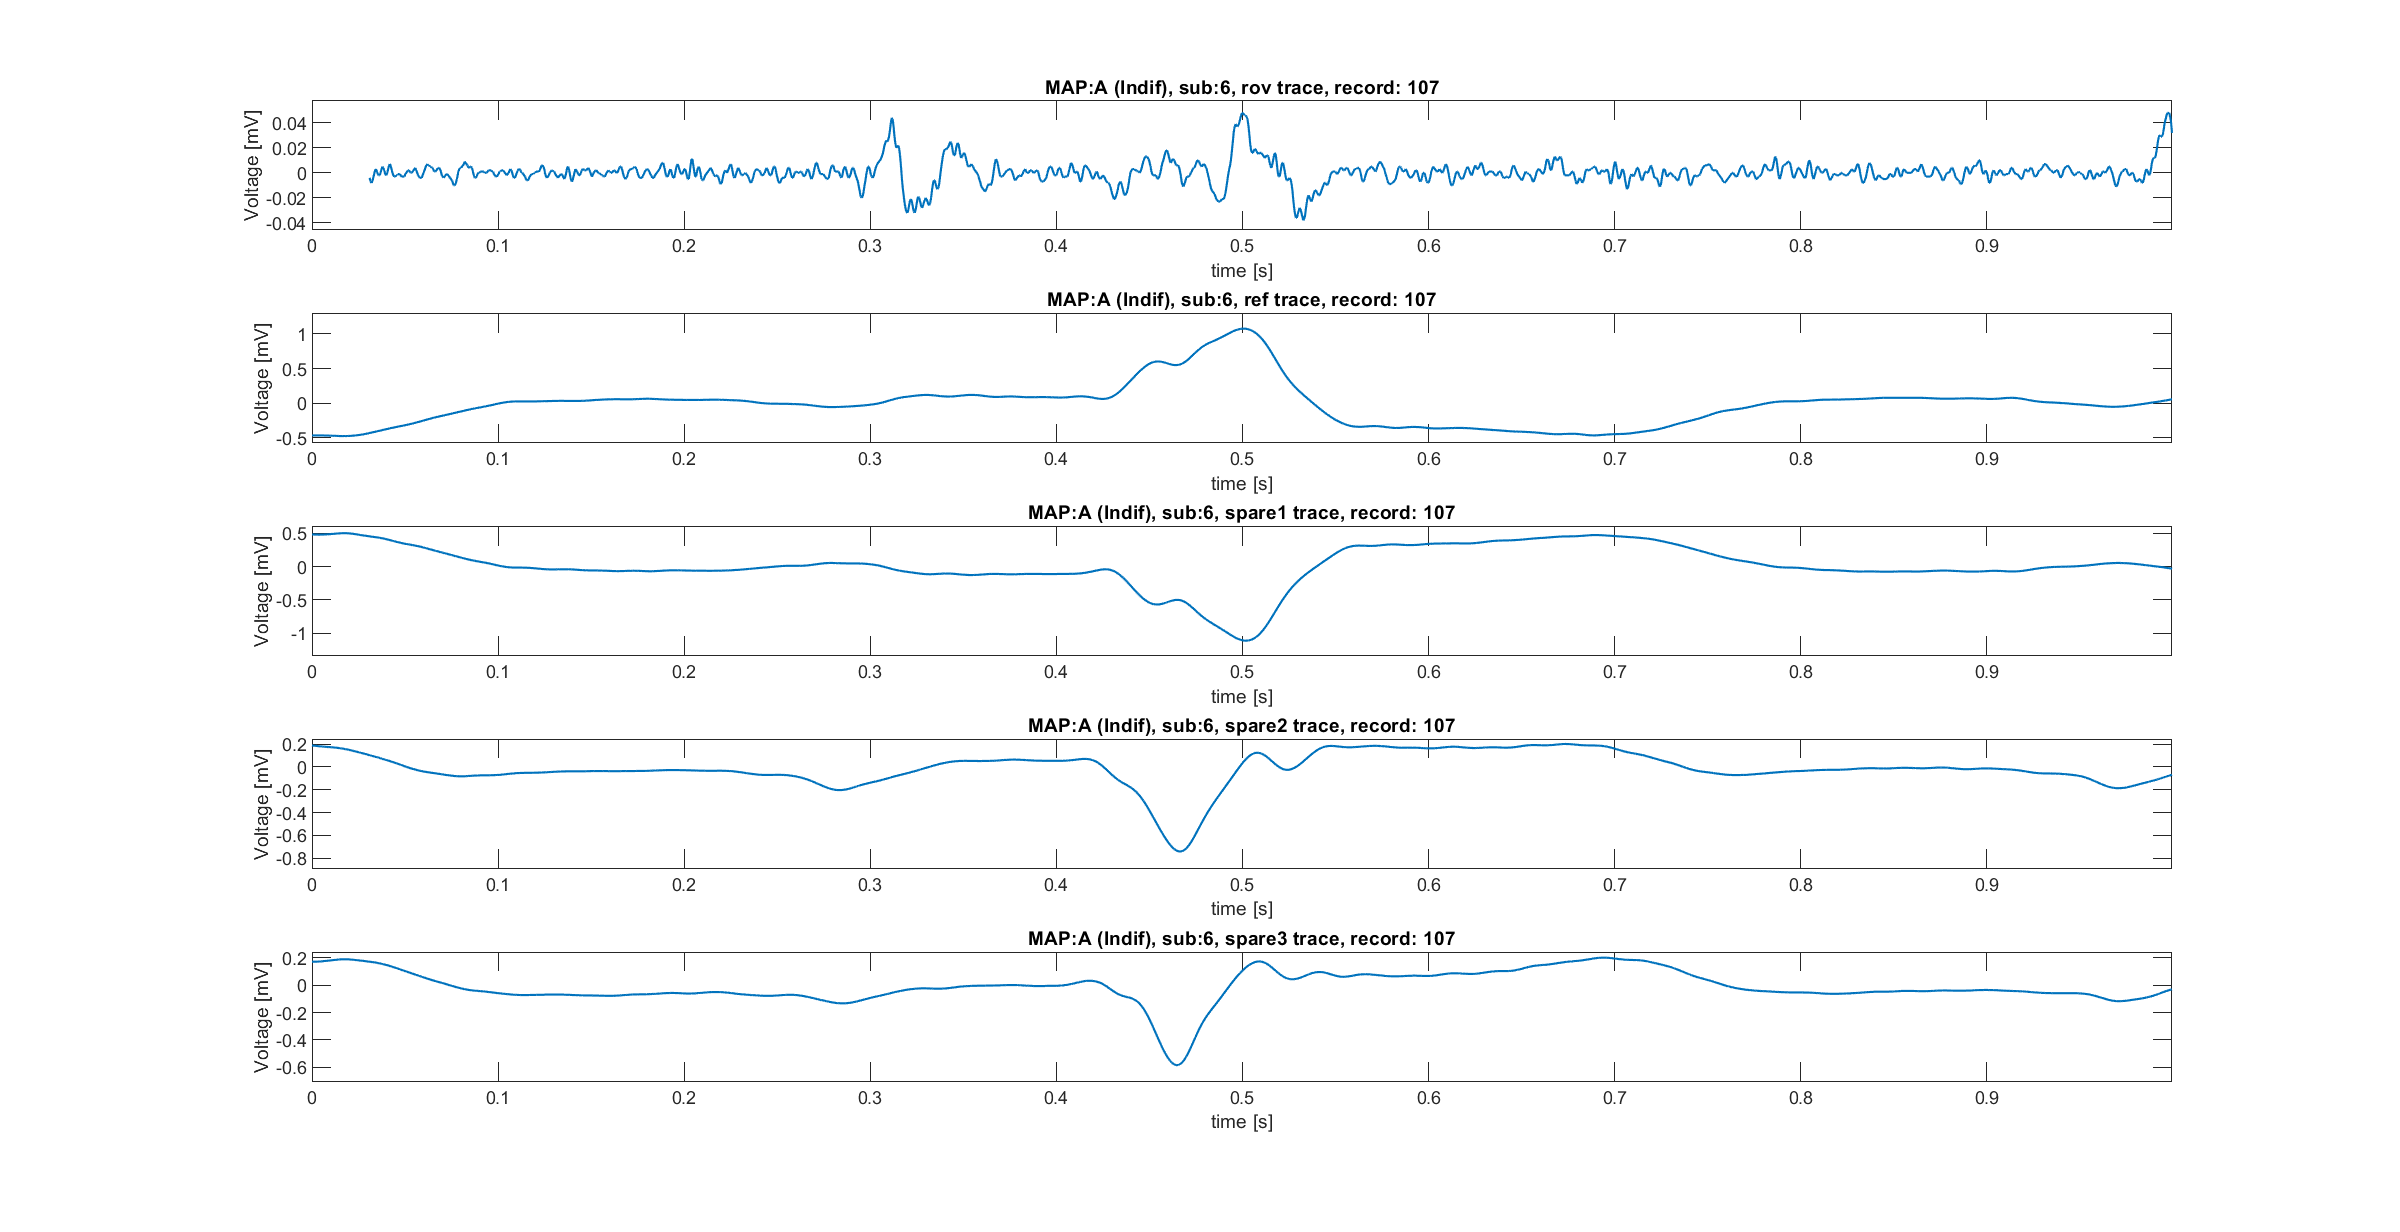 MAP:A (Indif), sub:6, rov trace, record: 107
Voltage [mV]
0.04
0.02
0
-0.02
-0.04
0 0.1 0.2 0.3 0.4 0.5 0.6 0.7 0.8 0.9
time [s]
MAP:A (Indif), sub:6, ref trace, record: 107
Voltage [mV]
1
0.5
0
-0.5
0 0.1 0.2 0.3 0.4 0.5 0.6 0.7 0.8 0.9
time [s]
MAP:A (Indif), sub:6, spare1 trace, record: 107
Voltage [mV]
0.5
0
-0.5
-1
0 0.1 0.2 0.3 0.4 0.5 0.6 0.7 0.8 0.9
time [s]
MAP:A (Indif), sub:6, spare2 trace, record: 107
Voltage [mV]
0.2
0
-0.2
-0.4
-0.6
-0.8
0 0.1 0.2 0.3 0.4 0.5 0.6 0.7 0.8 0.9
time [s]
MAP:A (Indif), sub:6, spare3 trace, record: 107
Voltage [mV]
0.2
0
-0.2
-0.4
-0.6
0 0.1 0.2 0.3 0.4 0.5 0.6 0.7 0.8 0.9
time [s]